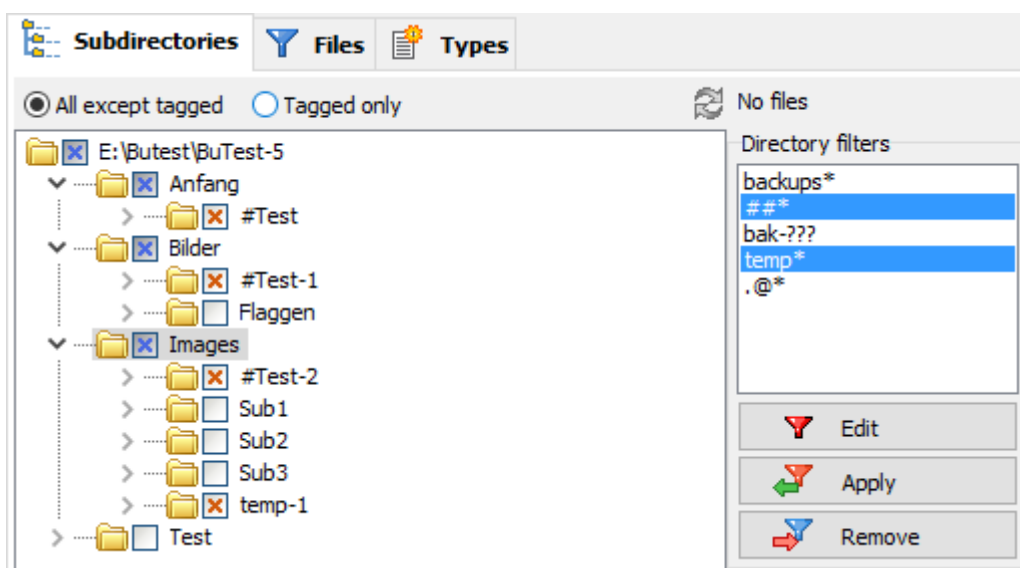 Subdirectories Files Types
All except tagged Tagged only No files
E:\Butest\BuTest-5
Anfang
#Test
Bilder
#Test-1
Flaggen
Images
#Test-2
Sub1
Sub2
Sub3
temp-1
Test
Directory filters
backups*
##*
bak-???
temp*
.@*
Edit
Apply
Remove